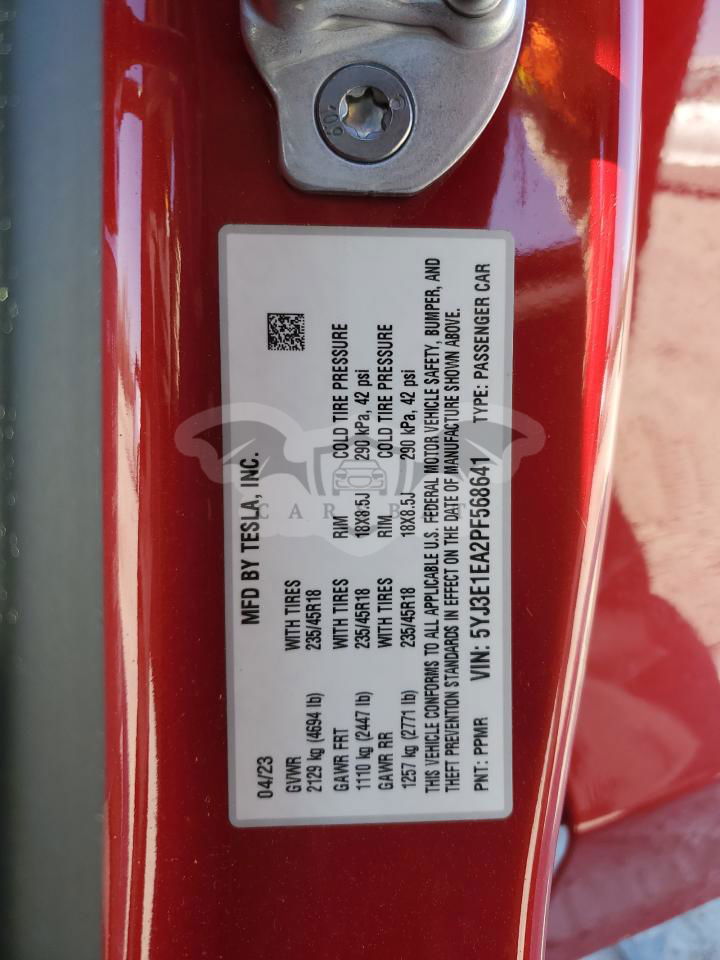 04/23 MFD BY TESLA, INC.
GVWR WITH TIRES
2129 kg (4694 lb) 235/45R18
GAWR FRT WITH TIRES RIM COLD TIRE PRESSURE
1110 kg (2447 lb) 235/45R18 18X8.5J 290 kPa, 42 psi
GAWR RR WITH TIRES RIM COLD TIRE PRESSURE
1257 kg (2771 lb) 235/45R18 18X8.5J 290 kPa, 42 psi
THIS VEHICLE CONFORMS TO ALL APPLICABLE U.S. FEDERAL MOTOR VEHICLE SAFETY, BUMPER, AND
THEFT PREVENTION STANDARDS IN EFFECT ON THE DATE OF MANUFACTURE SHOWN ABOVE.
PNT: PPMR VIN: 5YJ3E1EA2PF568641 TYPE: PASSENGER CAR